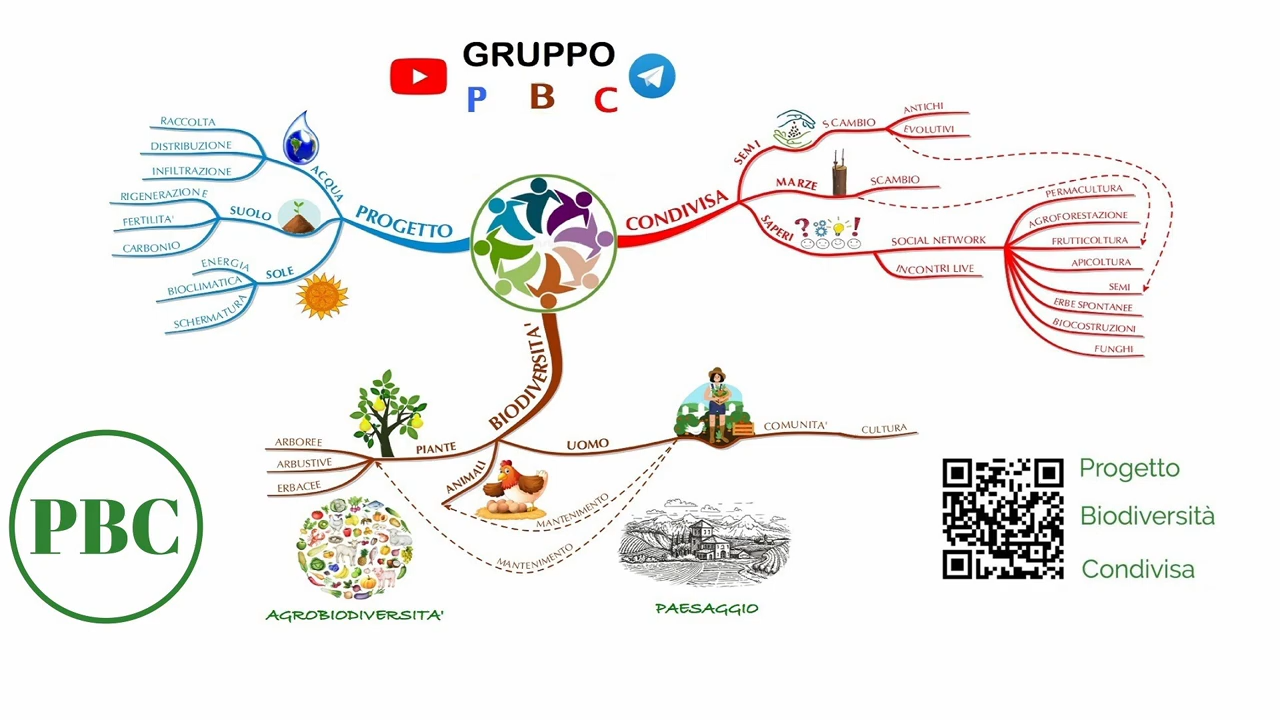 GRUPPO
P B C
RACCOLTA
DISTRIBUZIONE
INFILTRAZIONE
ACQUA
RIGENERAZIONE
FERTILITA'
CARBONIO
SUOLO
ENERGIA
BIOCLIMATICA
SCHERMATURA
SOLE
PROGETTO
CONDIVISA
SEMI
SCAMBIO
ANTICHI
EVOLUTIVI
MARZE
SCAMBIO
SAPERI
? !
SOCIAL NETWORK
INCONTRI LIVE
PERMACULTURA
AGROFORESTAZIONE
FRUTTICOLTURA
APICOLTURA
SEMI
ERBE SPONTANEE
BIOCOSTRUZIONI
FUNGHI
BIODIVERSITA'
PIANTE
ARBOREE
ARBUSTIVE
ERBACEE
ANIMALI
UOMO
COMUNITA'
CULTURA
MANTENIMENTO
MANTENIMENTO
AGROBIODIVERSITA'
PAESAGGIO
PBC
Progetto
Biodiversità
Condivisa